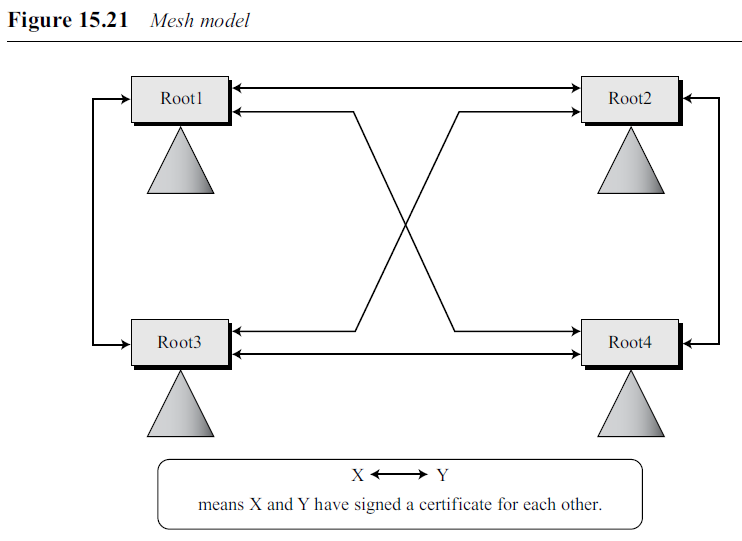 Figure 15.21 Mesh model
Root1
Root2
Root3
Root4
X Y
means X and Y have signed a certificate for each other.